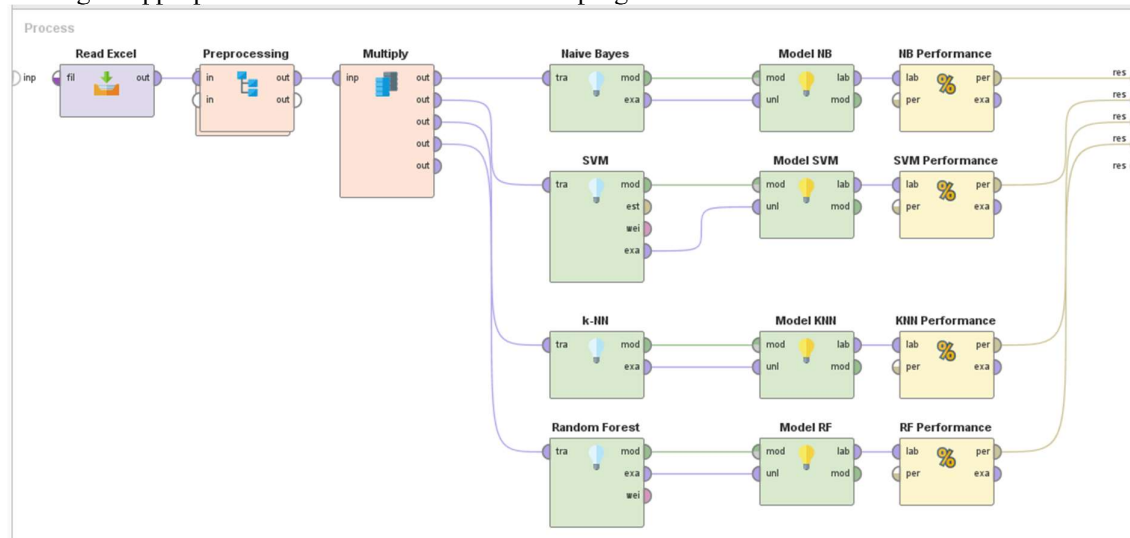 Process
Read Excel
Preprocessing
Multiply
Naive Bayes
Model NB
NB Performance
inp
fil
out
in
out
in
out
inp
out
out
out
out
out
tra
mod
exa
mod
lab
unl
mod
lab
per
per
exa
res
res
res
res
res
SVM
Model SVM
SVM Performance
tra
mod
est
wei
exa
mod
lab
unl
mod
lab
per
per
exa
k-NN
Model KNN
KNN Performance
tra
mod
exa
mod
lab
unl
mod
lab
per
per
exa
Random Forest
Model RF
RF Performance
tra
mod
exa
wei
mod
lab
unl
mod
lab
per
per
exa